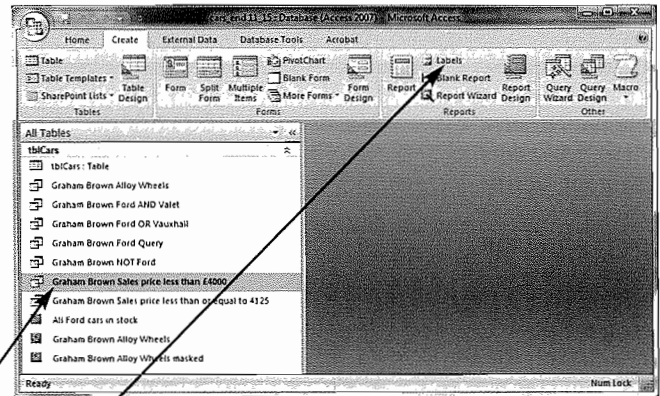 cars_end 11_15 : Database (Access 2007) - Microsoft Access
Home Create External Data Database Tools Acrobat
Table
Table Templates
SharePoint Lists
Table Design
Tables
Form
Split Form
Multiple Items
PivotChart
Blank Form
More Forms
Form Design
Forms
Report
Labels
Blank Report
Report Wizard
Report Design
Reports
Query Wizard
Query Design
Macro
Other
All Tables
tblCars
tblCars : Table
Graham Brown Alloy Wheels
Graham Brown Ford AND Valet
Graham Brown Ford OR Vauxhall
Graham Brown Ford Query
Graham Brown NOT Ford
Graham Brown Sales price less than £4000
Graham Brown Sales price less than or equal to 4125
All Ford cars in stock
Graham Brown Alloy Wheels
Graham Brown Alloy Wheels masked
Ready
Num Lock